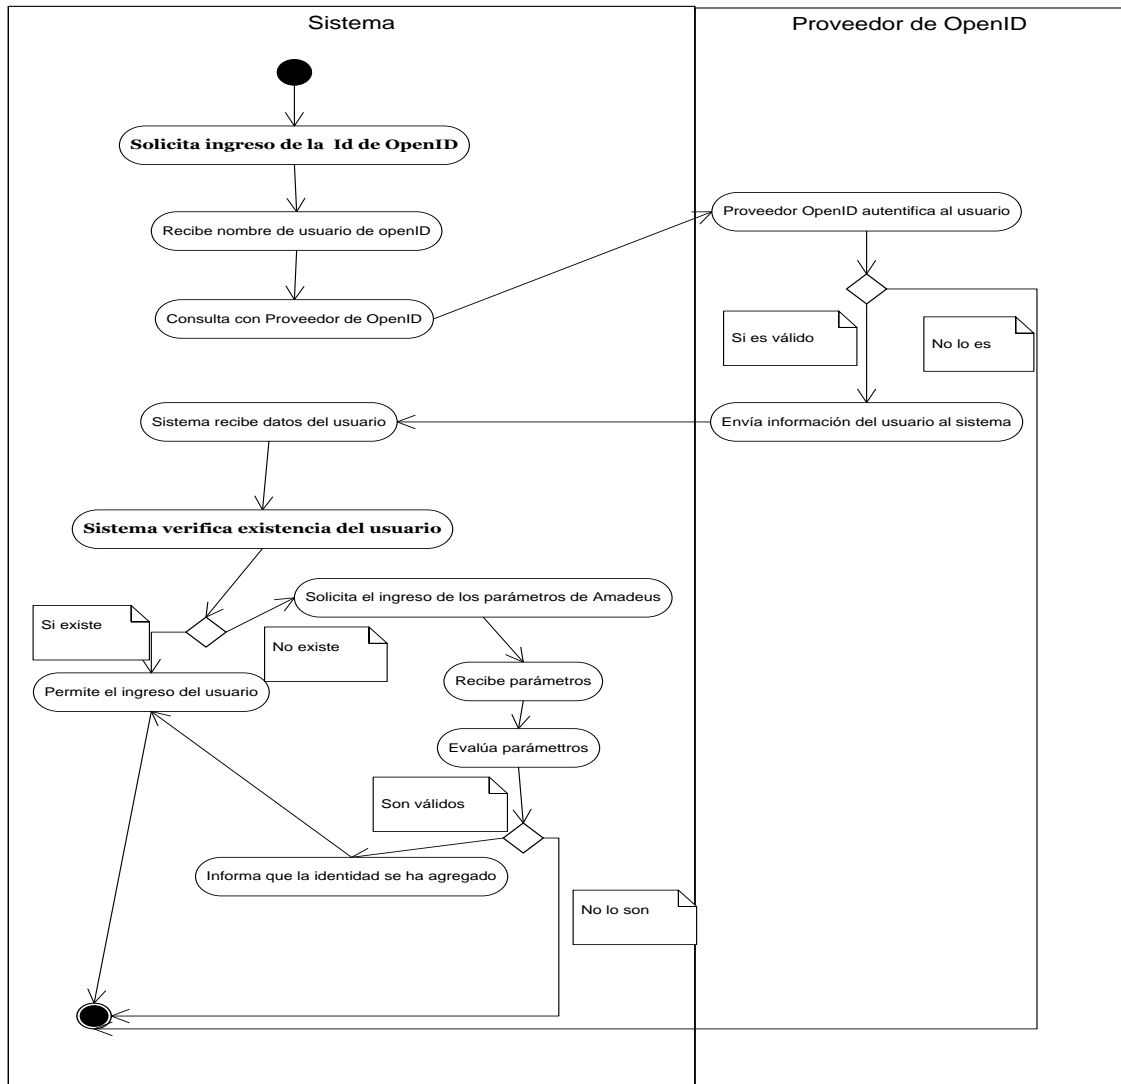 Sistema
Proveedor de OpenID
Solicita ingreso de la Id de OpenID
Recibe nombre de usuario de openID
Consulta con Proveedor de OpenID
Proveedor OpenID autentifica al usuario
Si es válido
No lo es
Envía información del usuario al sistema
Sistema recibe datos del usuario
Sistema verifica existencia del usuario
Si existe
No existe
Solicita el ingreso de los parámetros de Amadeus
Permite el ingreso del usuario
Recibe parámetros
Evalúa parámettros
Son válidos
Informa que la identidad se ha agregado
No lo son